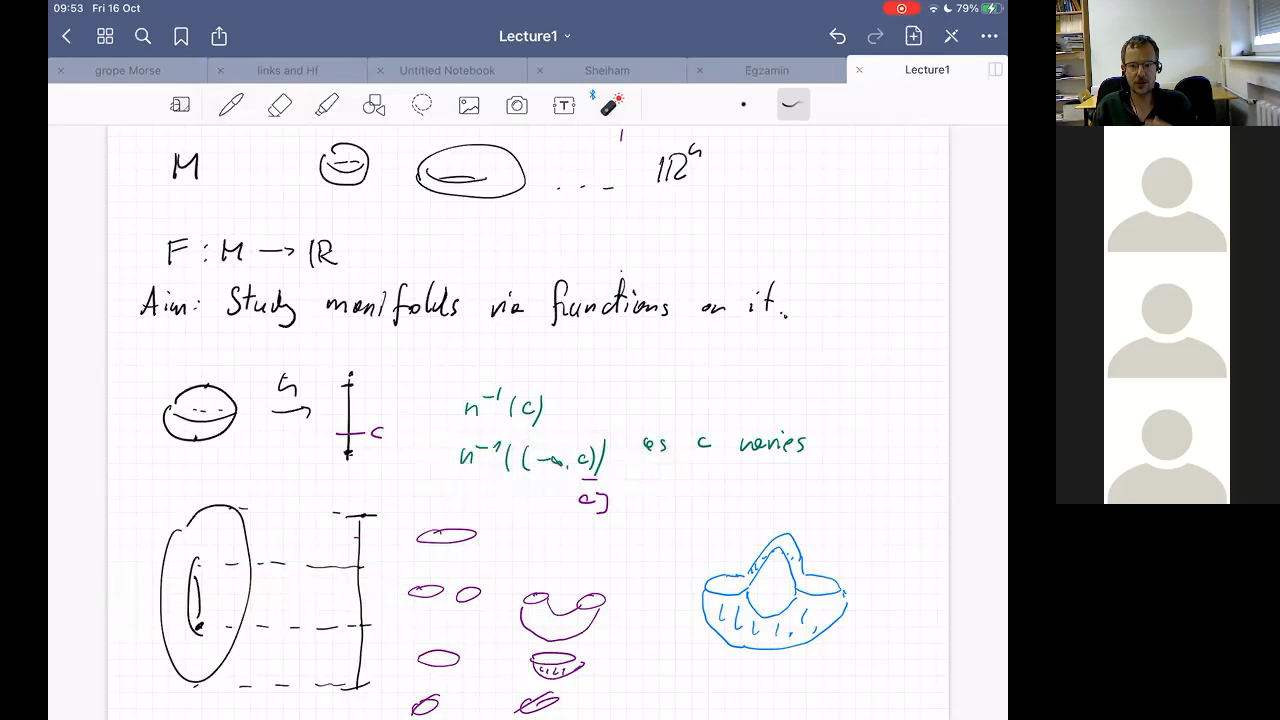 09:53 Fri 16 Oct
79%
Lecture1
grope Morse
links and Hf
Untitled Notebook
Sheiham
Egzamin
Lecture1
M . . . ℝⁿ
F : M → ℝ
Aim: Study manifolds via functions on it.
h → c
h⁻¹(c)
h⁻¹((-∞, c)) as c varies
c]